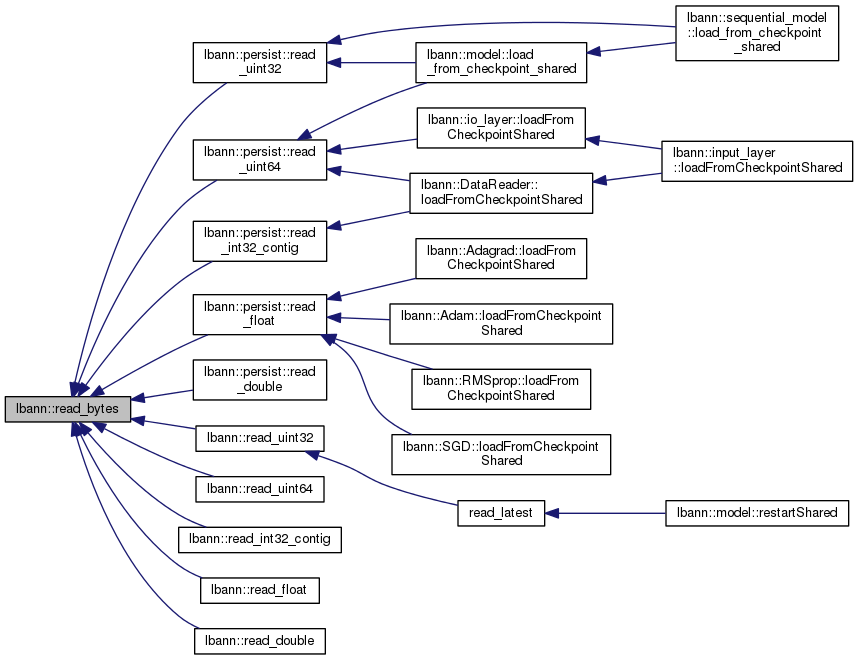 lbann::sequential_model
::load_from_checkpoint
_shared
lbann::persist::read
_uint32
lbann::model::load
_from_checkpoint_shared
lbann::io_layer::loadFrom
CheckpointShared
lbann::persist::read
_uint64
lbann::input_layer
::loadFromCheckpointShared
lbann::DataReader::
loadFromCheckpointShared
lbann::persist::read
_int32_contig
lbann::Adagrad::loadFrom
CheckpointShared
lbann::persist::read
_float
lbann::Adam::loadFromCheckpoint
Shared
lbann::persist::read
_double
lbann::RMSprop::loadFrom
CheckpointShared
lbann::read_bytes
lbann::read_uint32
lbann::SGD::loadFromCheckpoint
Shared
lbann::read_uint64
read_latest
lbann::model::restartShared
lbann::read_int32_contig
lbann::read_float
lbann::read_double